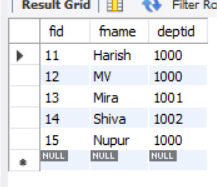 Result Grid Filter Ro
fid fname deptid
11 Harish 1000
12 MV 1000
13 Mira 1001
14 Shiva 1002
15 Nupur 1000
NULL NULL NULL